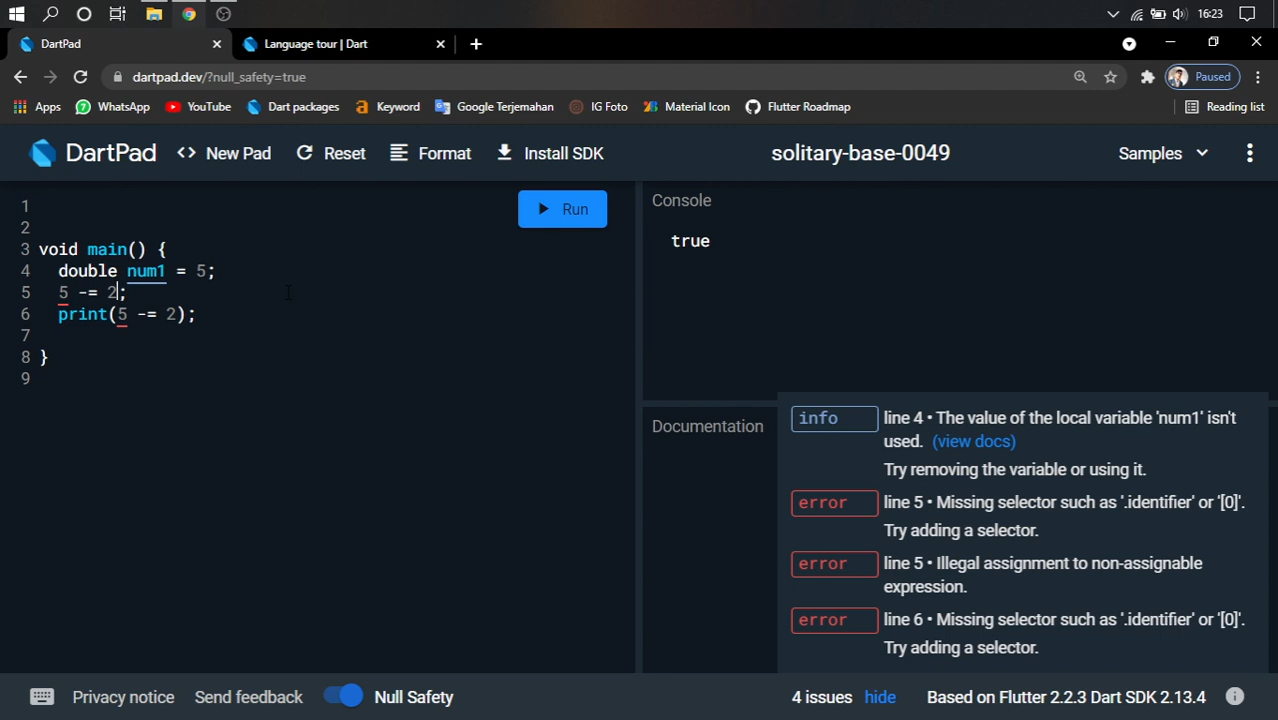 16:23
DartPad
Language tour | Dart
dartpad.dev/?null_safety=true
Paused
Apps
WhatsApp
YouTube
Dart packages
Keyword
Google Terjemahan
IG Foto
Material Icon
Flutter Roadmap
Reading list
DartPad
<> New Pad
Reset
Format
Install SDK
solitary-base-0049
Samples
Run
1
2
3 void main() {
4 double num1 = 5;
5 5 -= 2;
6 print(5 -= 2);
7
8 }
9
Console
true
Documentation
info line 4 • The value of the local variable 'num1' isn't
used. (view docs)
Try removing the variable or using it.
error line 5 • Missing selector such as '.identifier' or '[0]'.
Try adding a selector.
error line 5 • Illegal assignment to non-assignable
expression.
error line 6 • Missing selector such as '.identifier' or '[0]'.
Try adding a selector.
Privacy notice
Send feedback
Null Safety
4 issues hide
Based on Flutter 2.2.3 Dart SDK 2.13.4